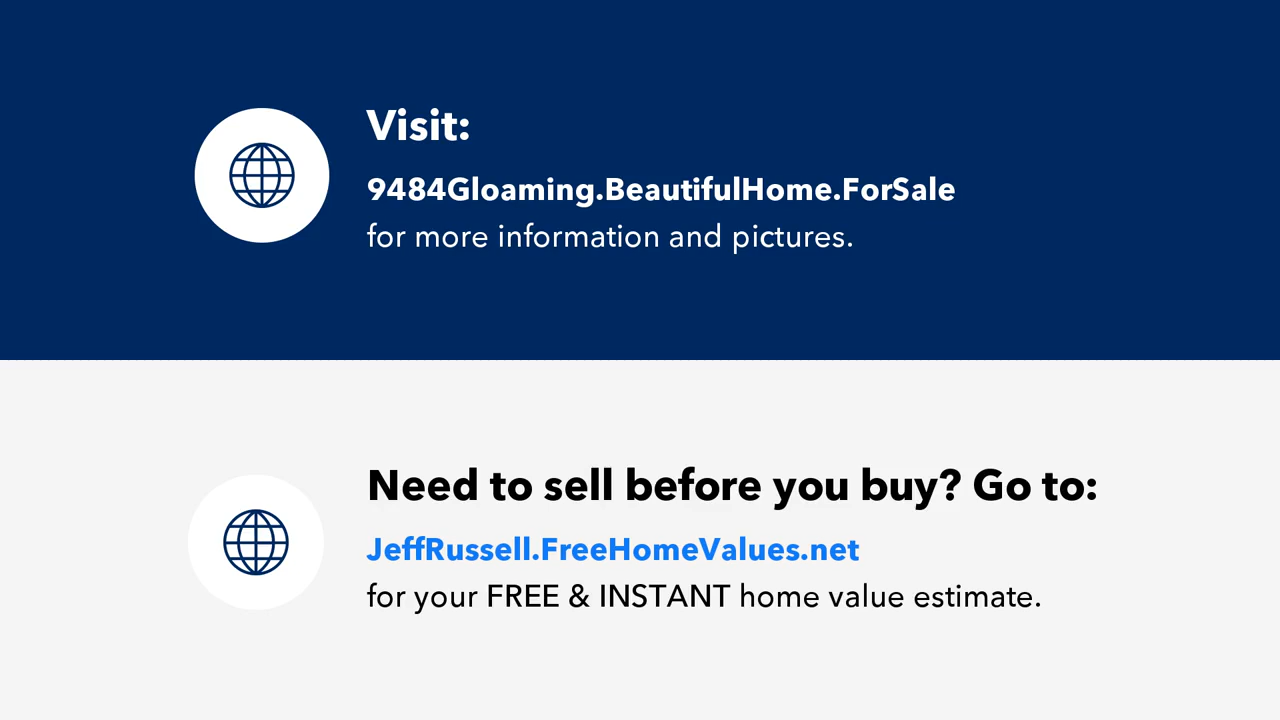 Visit:
9484Gloaming.BeautifulHome.ForSale
for more information and pictures.
Need to sell before you buy? Go to:
JeffRussell.FreeHomeValues.net
for your FREE & INSTANT home value estimate.